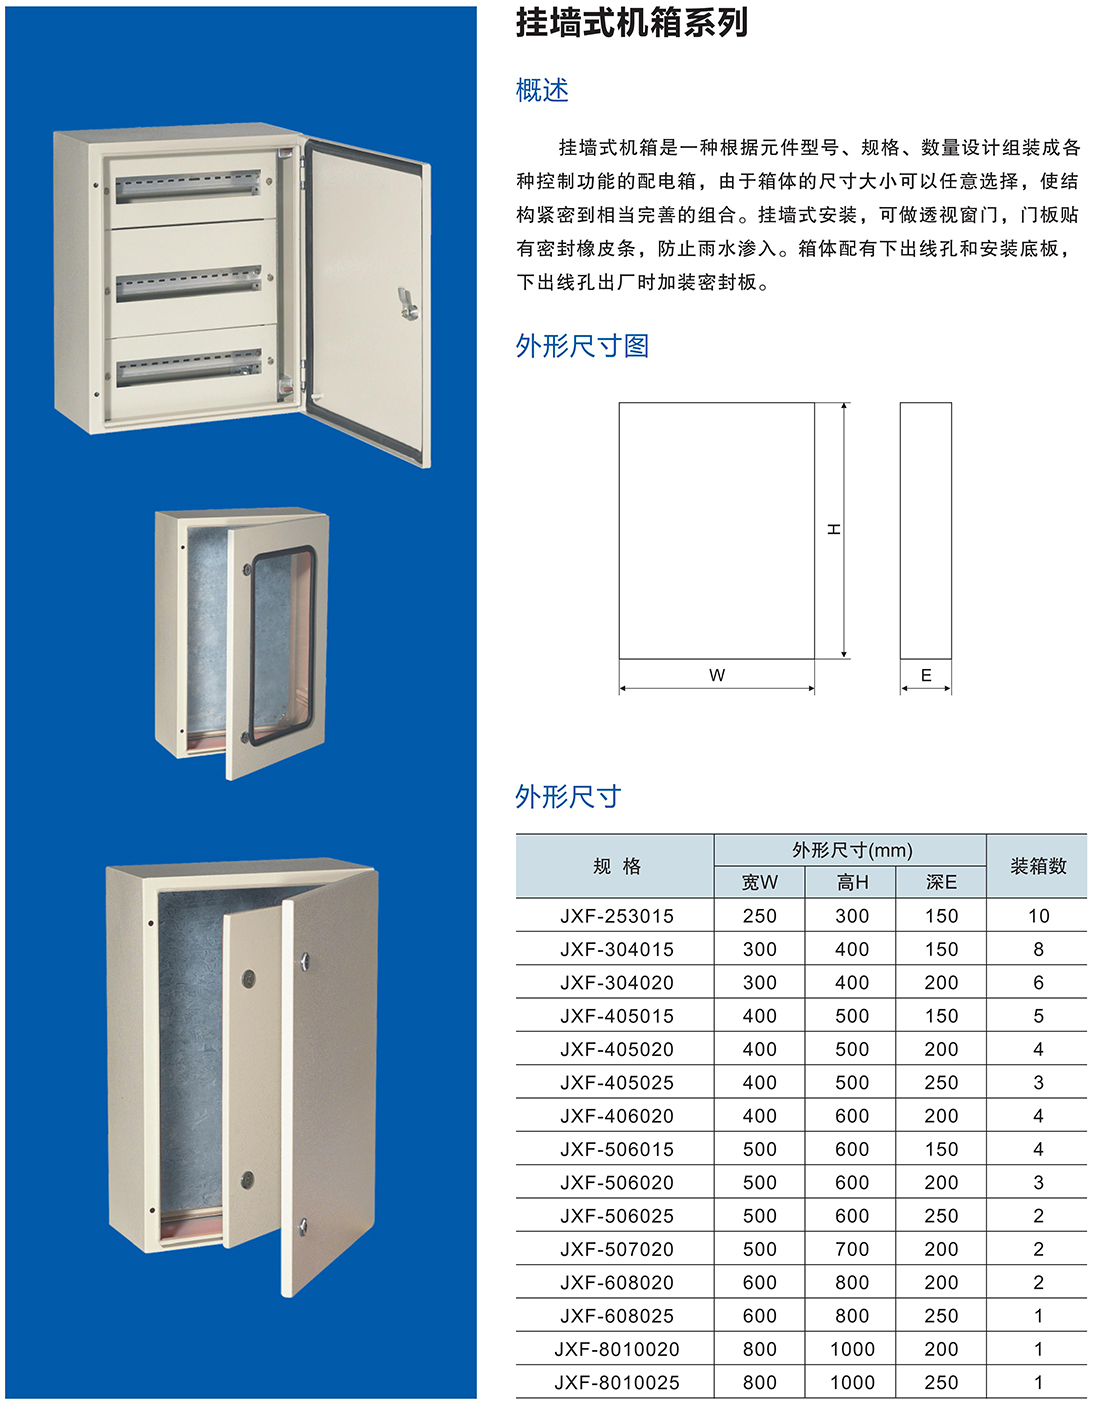 挂墙式机箱系列
概述
挂墙式机箱是一种根据元件型号、规格、数量设计组装成各
种控制功能的配电箱，由于箱体的尺寸大小可以任意选择，使结
构紧密到相当完善的组合。挂墙式安装，可做透视窗门，门板贴
有密封橡皮条，防止雨水渗入。箱体配有下出线孔和安装底板，
下出线孔出厂时加装密封板。
外形尺寸图
H
W E
外形尺寸
规 格 外形尺寸(mm) 装箱数
宽W 高H 深E
JXF-253015 250 300 150 10
JXF-304015 300 400 150 8
JXF-304020 300 400 200 6
JXF-405015 400 500 150 5
JXF-405020 400 500 200 4
JXF-405025 400 500 250 3
JXF-406020 400 600 200 4
JXF-506015 500 600 150 4
JXF-506020 500 600 200 3
JXF-506025 500 600 250 2
JXF-507020 500 700 200 2
JXF-608020 600 800 200 2
JXF-608025 600 800 250 1
JXF-8010020 800 1000 200 1
JXF-8010025 800 1000 250 1